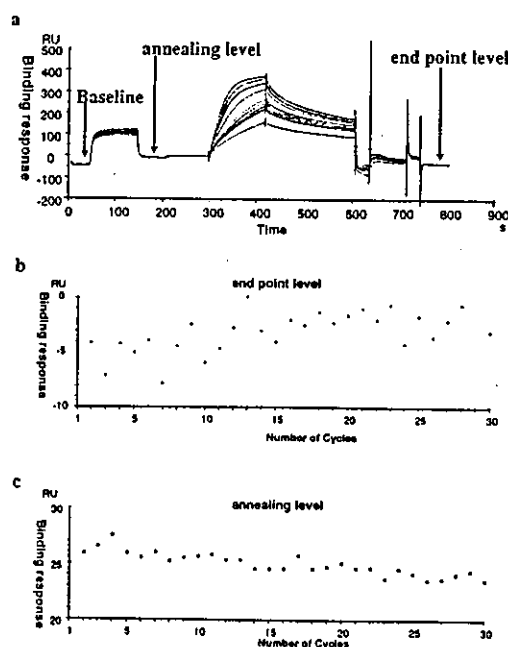 a
RU
500
400
300
200
100
0
-100
-200
Binding response
Baseline
annealing level
end point level
0 100 200 300 400 500 600 700 800 900
Time
s
b
RU
end point level
0
-5
-10
Binding response
1 5 10 15 20 25 30
Number of Cycles
c
RU
annealing level
30
25
20
Binding response
1 5 10 15 20 25 30
Number of Cycles